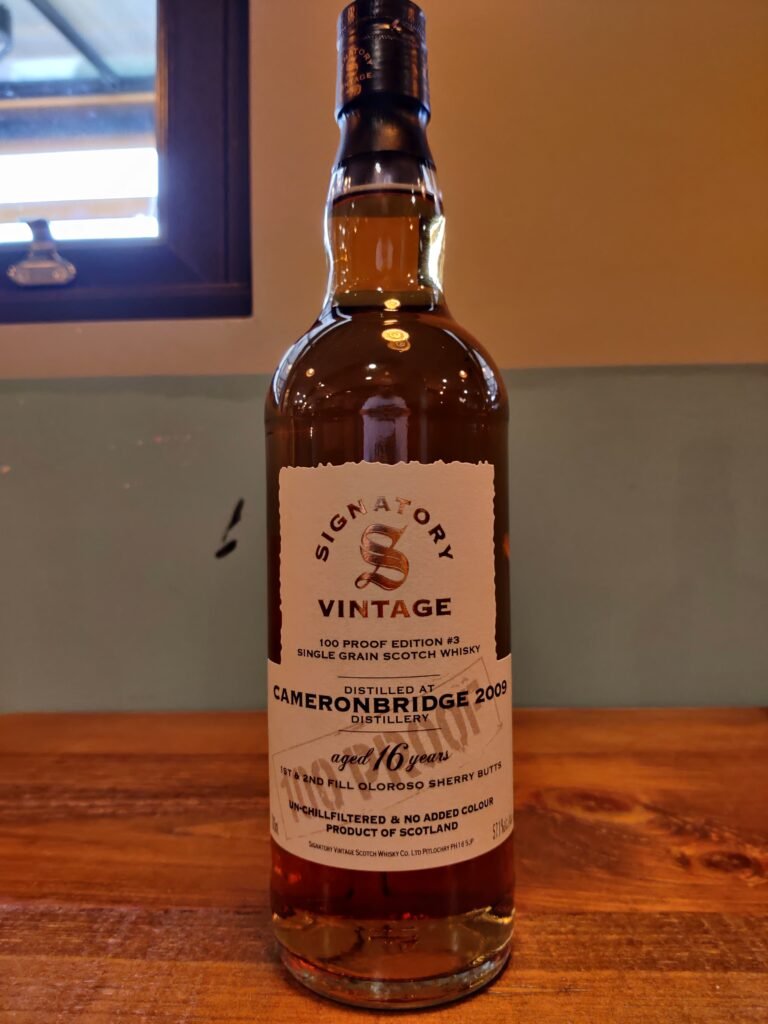 SIGNATORY
S
VINTAGE
100 PROOF EDITION #3
SINGLE GRAIN SCOTCH WHISKY
DISTILLED AT
CAMERONBRIDGE 2009
DISTILLERY
100 PROOF
aged 16 years
1ST & 2ND FILL OLOROSO SHERRY BUTTS
UN-CHILLFILTERED & NO ADDED COLOUR
PRODUCT OF SCOTLAND
57.1%
SIGNATORY VINTAGE SCOTCH WHISKY CO. LTD PITLOCHRY PH16 5JP